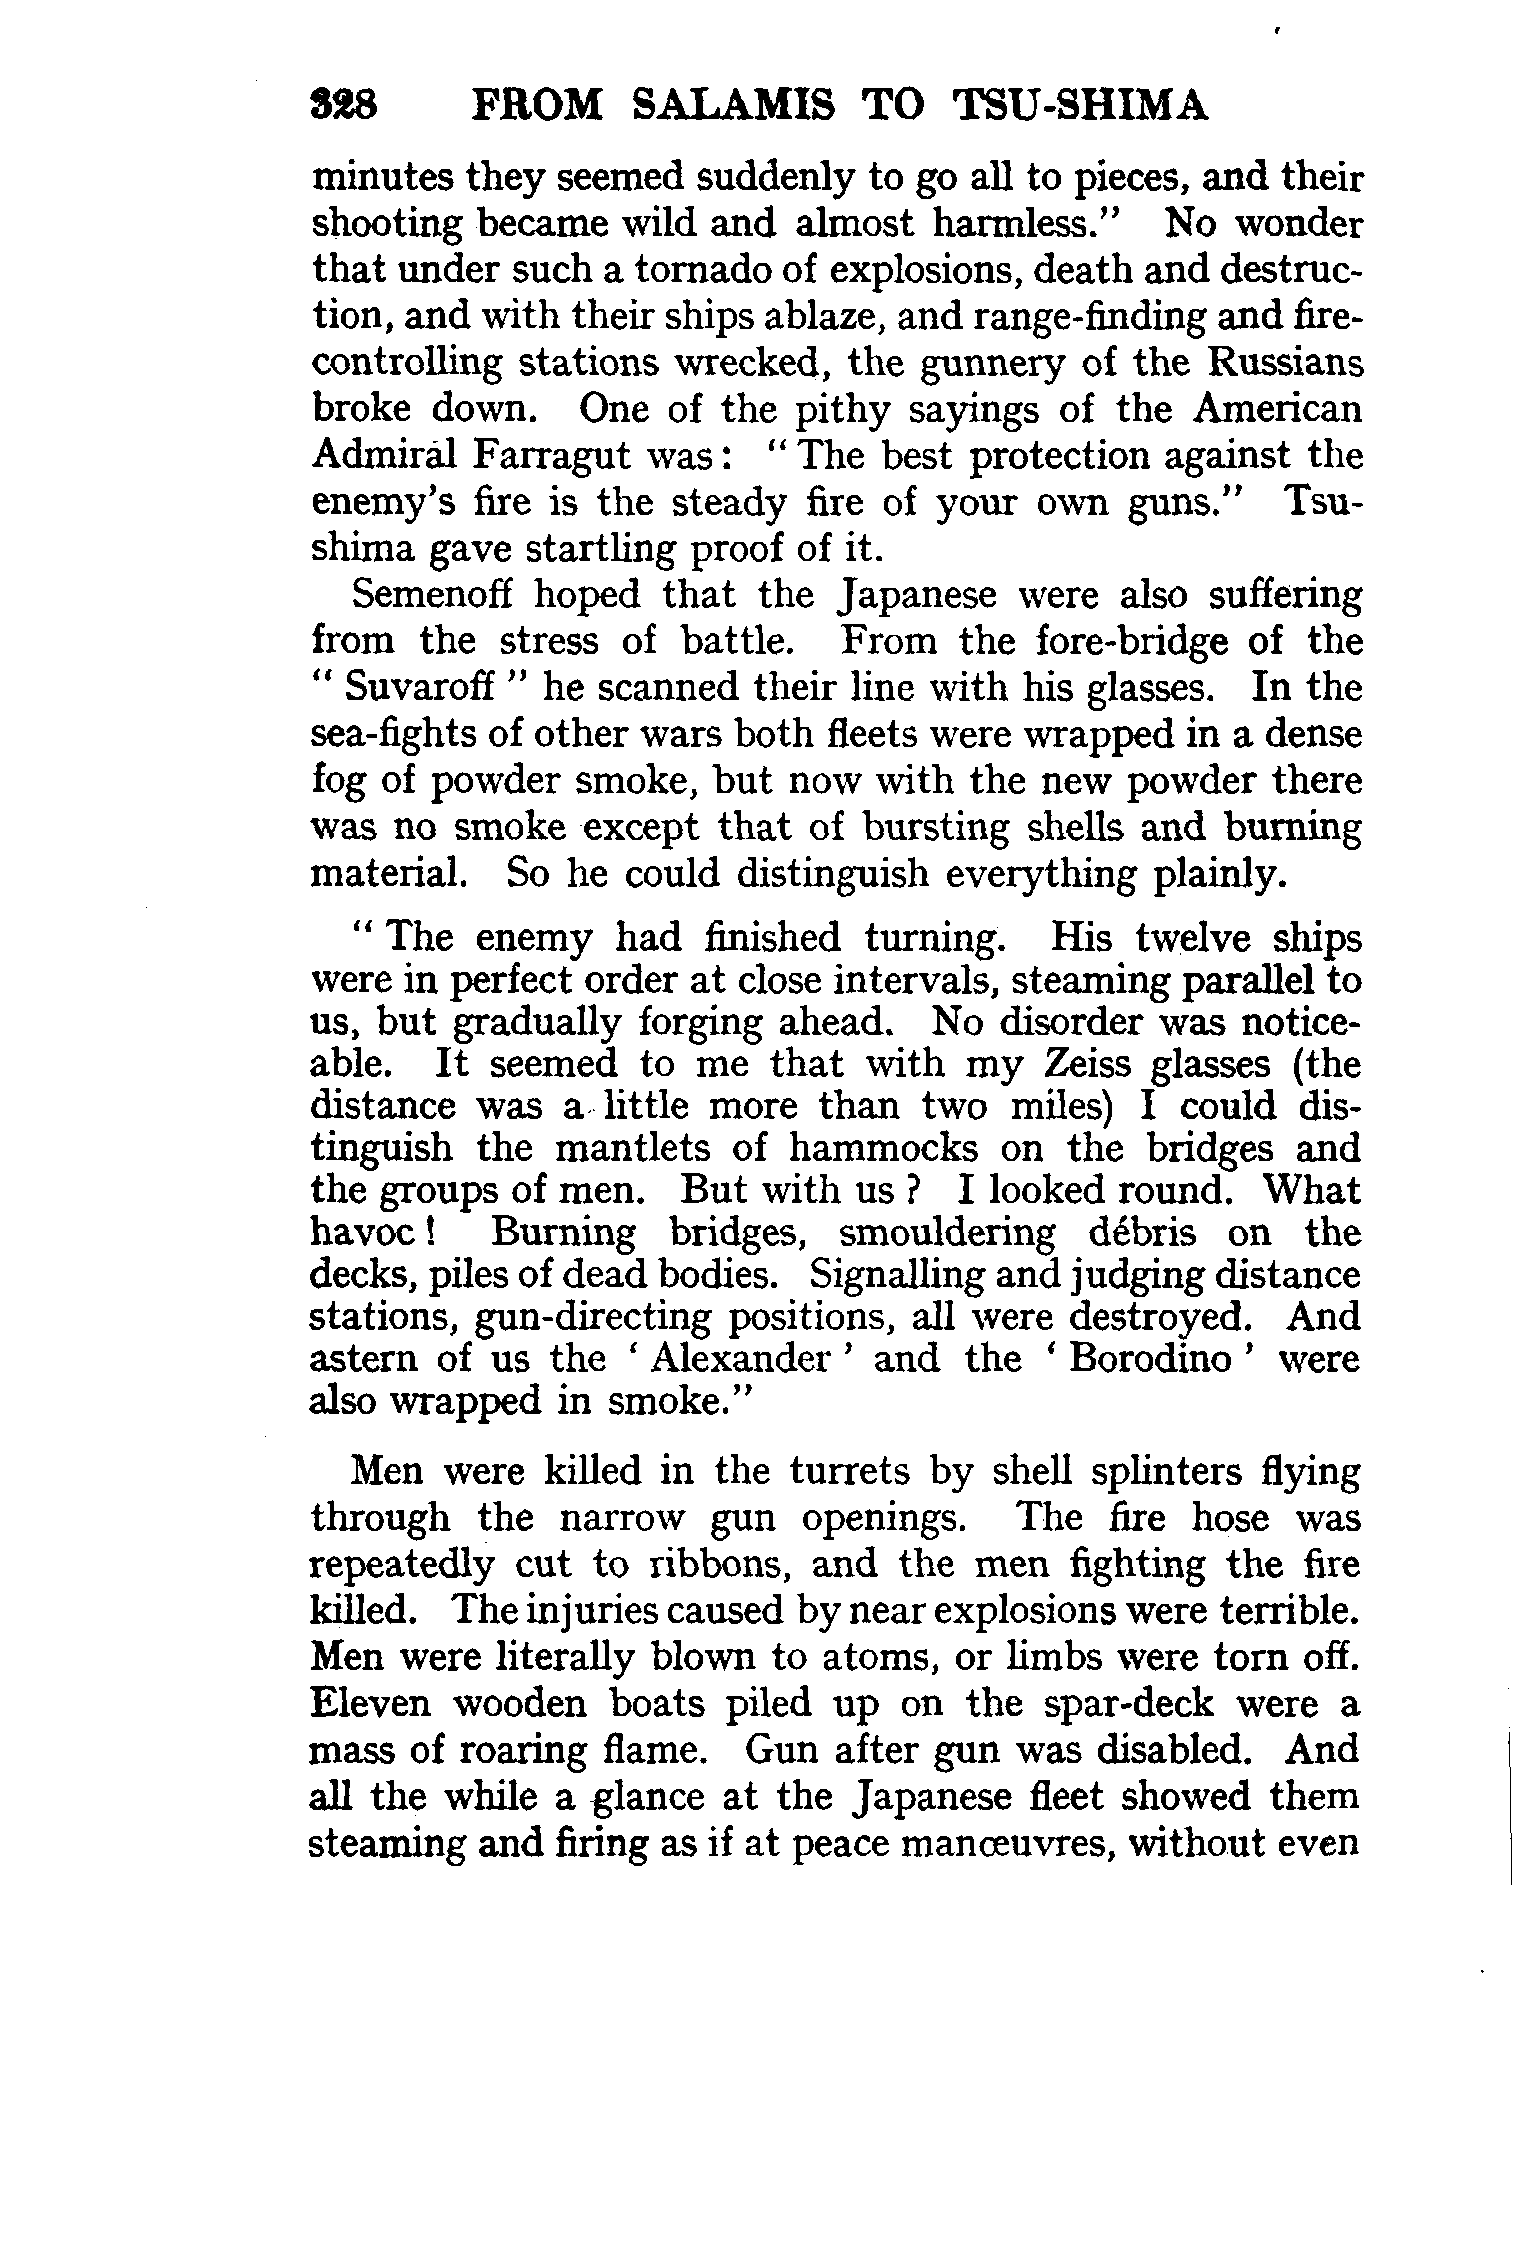 328 FROM SALAMIS TO TSU-SHIMA
minutes they seemed suddenly to go all to pieces, and their
shooting became wild and almost harmless.” No wonder
that under such a tornado of explosions, death and destruc-
tion, and with their ships ablaze, and range-finding and fire-
controlling stations wrecked, the gunnery of the Russians
broke down. One of the pithy sayings of the American
Admiral Farragut was : “ The best protection against the
enemy’s fire is the steady fire of your own guns.” Tsu-
shima gave startling proof of it.
Semenoff hoped that the Japanese were also suffering
from the stress of battle. From the fore-bridge of the
“ Suvaroff ” he scanned their line with his glasses. In the
sea-fights of other wars both fleets were wrapped in a dense
fog of powder smoke, but now with the new powder there
was no smoke except that of bursting shells and burning
material. So he could distinguish everything plainly.
“ The enemy had finished turning. His twelve ships
were in perfect order at close intervals, steaming parallel to
us, but gradually forging ahead. No disorder was notice-
able. It seemed to me that with my Zeiss glasses (the
distance was a little more than two miles) I could dis-
tinguish the mantlets of hammocks on the bridges and
the groups of men. But with us ? I looked round. What
havoc ! Burning bridges, smouldering débris on the
decks, piles of dead bodies. Signalling and judging distance
stations, gun-directing positions, all were destroyed. And
astern of us the ‘ Alexander ’ and the ‘ Borodino ’ were
also wrapped in smoke.”
Men were killed in the turrets by shell splinters flying
through the narrow gun openings. The fire hose was
repeatedly cut to ribbons, and the men fighting the fire
killed. The injuries caused by near explosions were terrible.
Men were literally blown to atoms, or limbs were torn off.
Eleven wooden boats piled up on the spar-deck were a
mass of roaring flame. Gun after gun was disabled. And
all the while a glance at the Japanese fleet showed them
steaming and firing as if at peace manœuvres, without even